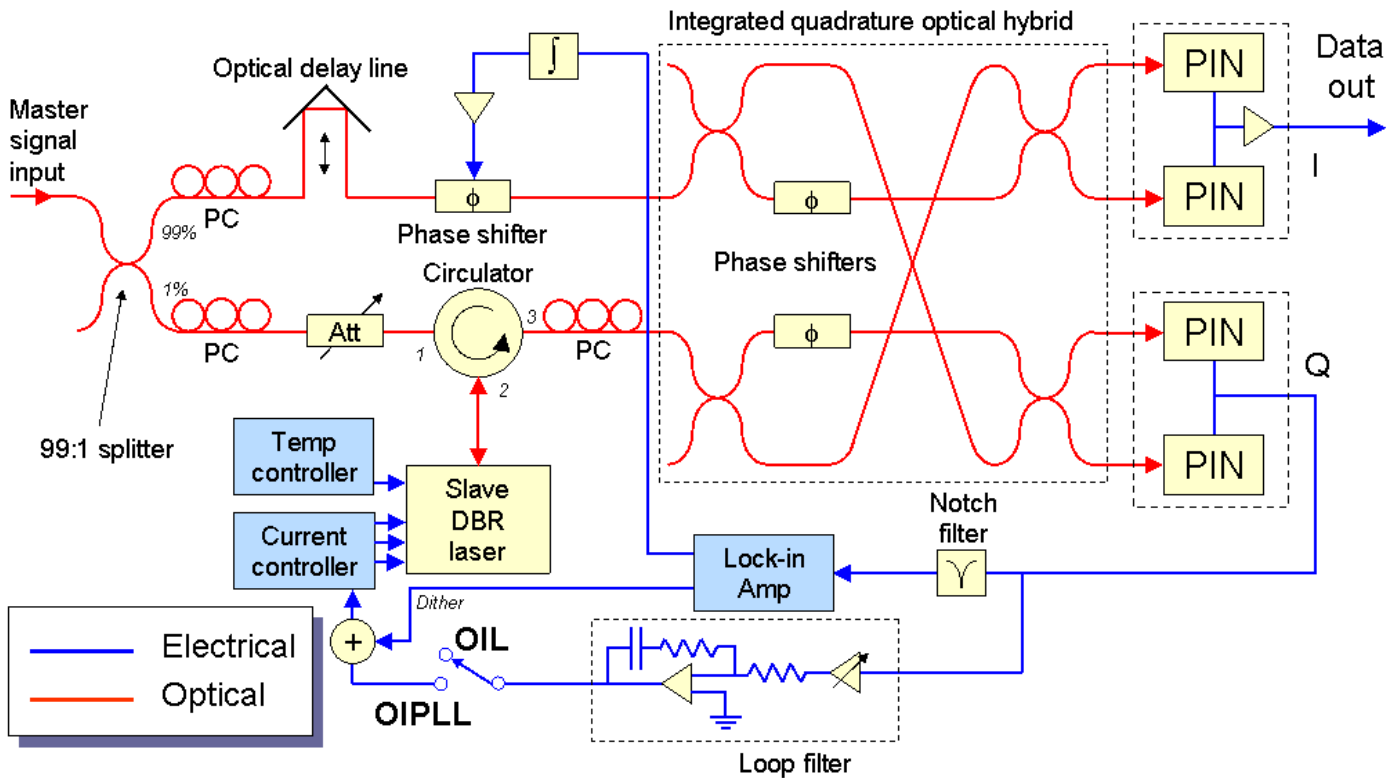 Integrated quadrature optical hybrid
∫
Optical delay line
PIN
Data
out
Master
signal
input
I
PC
ϕ
ϕ
PIN
99%
Phase shifter
Phase shifters
Circulator
1%
3
PIN
PC
Att
1
PC
ϕ
Q
2
99:1 splitter
Temp
controller
PIN
Slave
DBR
laser
Notch
filter
Current
controller
Lock-in
Amp
Dither
+
OIL
Electrical
Optical
OIPLL
Loop filter